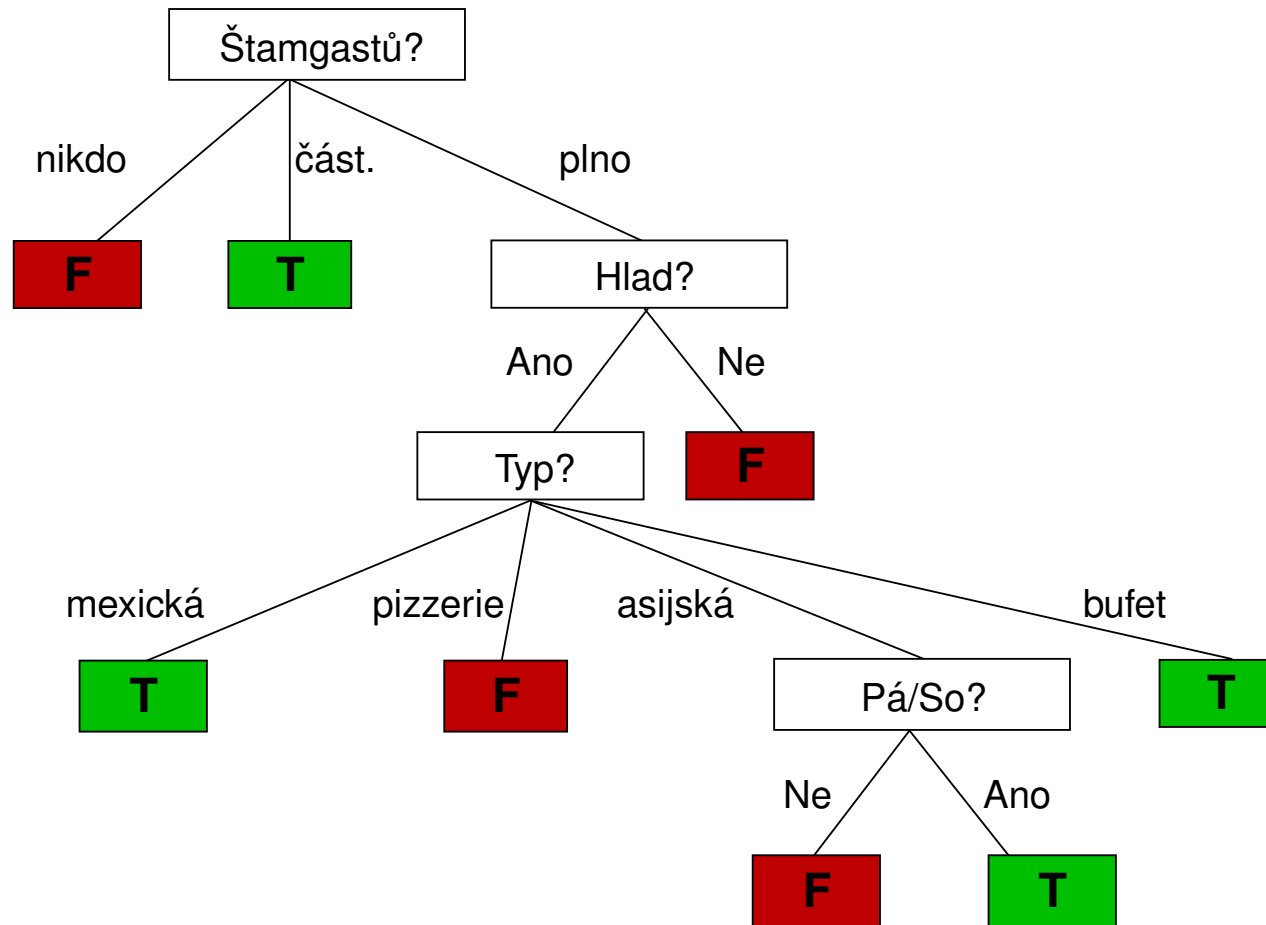 Štamgastů?
nikdo
část.
plno
F
T
Hlad?
Ano
Ne
Typ?
F
mexická
pizzerie
asijská
bufet
T
F
Pá/So?
T
Ne
Ano
F
T